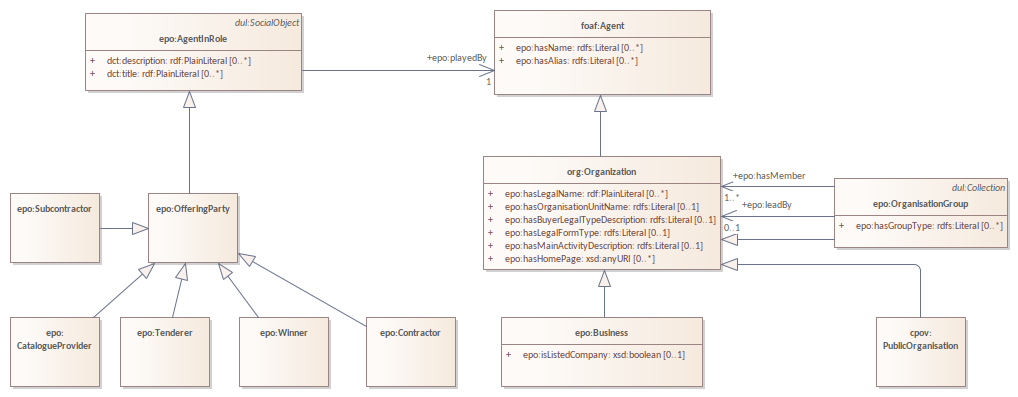 dul:SocialObject
epo:AgentInRole
+ dct:description: rdf:PlainLiteral [0..*]
+ dct:title: rdf:PlainLiteral [0..*]
+epo:playedBy
1
foaf:Agent
+ epo:hasName: rdfs:Literal [0..*]
+ epo:hasAlias: rdfs:Literal [0..*]
org:Organization
+ epo:hasLegalName: rdf:PlainLiteral [0..*]
+ epo:hasOrganisationUnitName: rdfs:Literal [0..1]
+ epo:hasBuyerLegalTypeDescription: rdfs:Literal [0..1]
+ epo:hasLegalFormType: rdfs:Literal [0..1]
+ epo:hasMainActivityDescription: rdfs:Literal [0..1]
+ epo:hasHomePage: xsd:anyURI [0..*]
+epo:hasMember
1..*
+epo:leadBy
0..1
dul:Collection
epo:OrganisationGroup
+ epo:hasGroupType: rdfs:Literal [0..*]
epo:Subcontractor
epo:OfferingParty
epo:
CatalogueProvider
epo:Tenderer
epo:Winner
epo:Contractor
epo:Business
+ epo:isListedCompany: xsd:boolean [0..1]
cpov:
PublicOrganisation